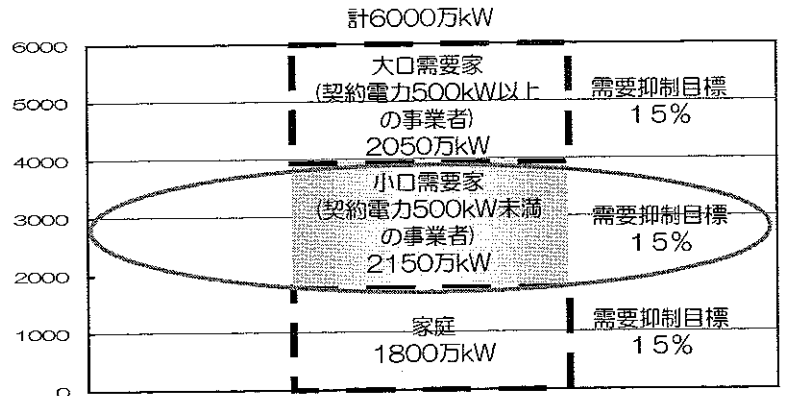 計6000万kW
6000
5000
4000
3000
2000
1000
0
大口需要家
(契約電力500kW以上
の事業者)
2050万kW
需要抑制目標
15%
小口需要家
(契約電力500kW未満
の事業者)
2150万kW
需要抑制目標
15%
家庭
1800万kW
需要抑制目標
15%